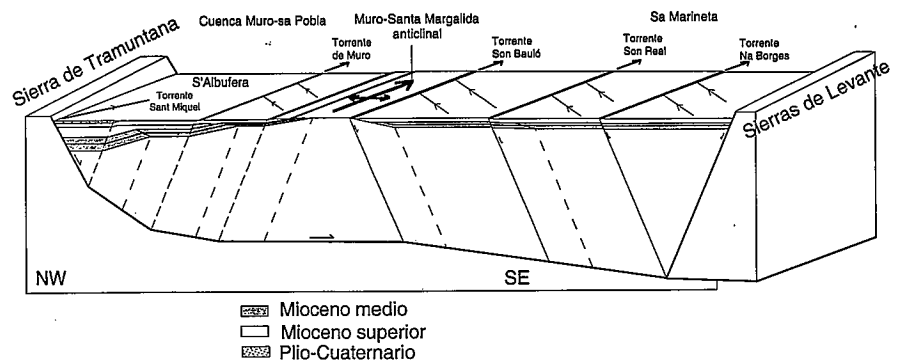 Cuenca Muro-sa Pobla
Muro-Santa Margalida
anticlinal
Sa Marineta
Sierra de Tramuntana
Torrente
de Muro
Torrente
Son Bauló
Torrente
Son Real
Torrente
Na Borges
S'Albufera
Torrente
Sant Miquel
Sierras de Levante
NW
SE
Mioceno medio
Mioceno superior
Plio-Cuaternario